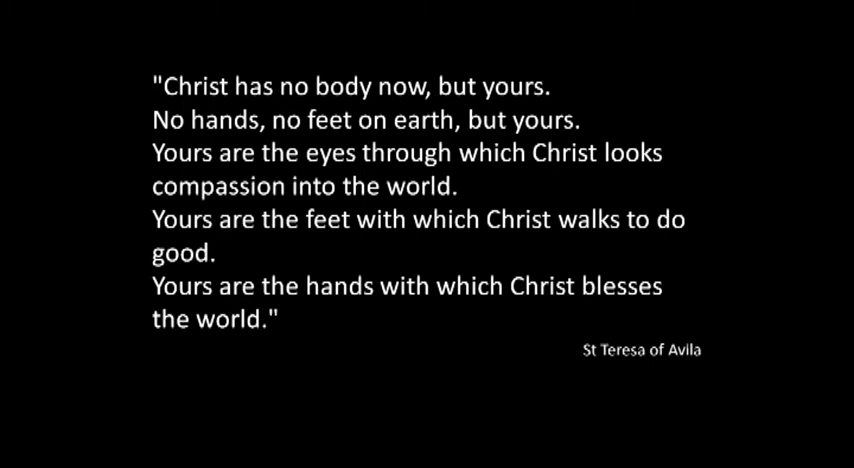 "Christ has no body now, but yours.
No hands, no feet on earth, but yours.
Yours are the eyes through which Christ looks
compassion into the world.
Yours are the feet with which Christ walks to do
good.
Yours are the hands with which Christ blesses
the world."
St Teresa of Avila